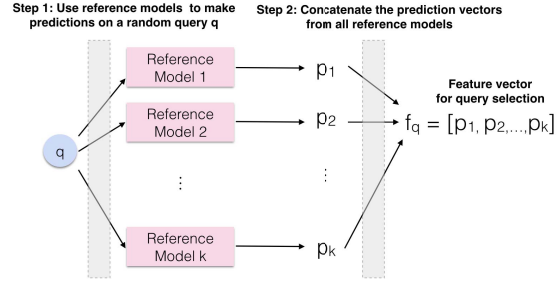 Step 1: Use reference models to make
predictions on a random query q
Step 2: Concatenate the prediction vectors
from all reference models
Reference
Model 1
p1
Feature vector
for query selection
Reference
Model 2
p2
q
fq = [p1, p2,...,pk]
⋮
⋮
Reference
Model k
pk